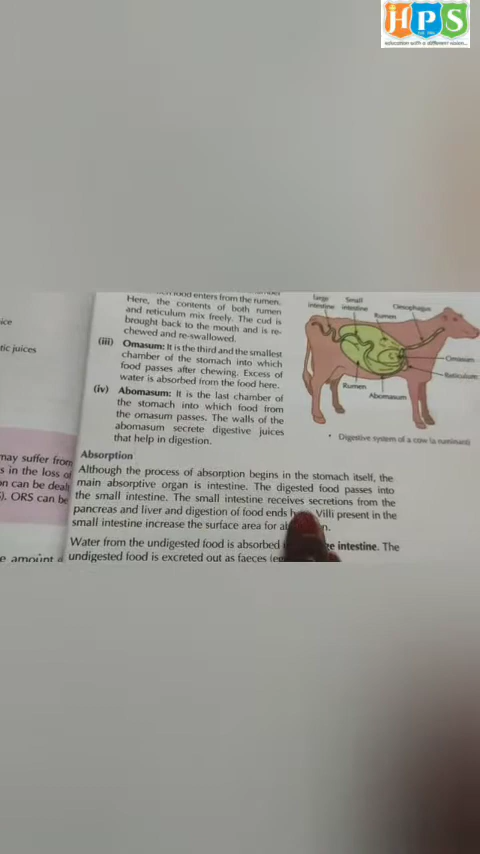 HPS
education with a different vision...
food enters from the rumen.
Here, the contents of both rumen
and reticulum mix freely. The cud is
brought back to the mouth and is re-
chewed and re-swallowed.
(iii) Omasum: It is the third and the smallest
chamber of the stomach into which
food passes after chewing. Excess of
water is absorbed from the food here.
(iv) Abomasum: It is the last chamber of
the stomach into which food from
the omasum passes. The walls of the
abomasum secrete digestive juices
that help in digestion.
Large intestine
Small intestine
Rumen
Oesophagus
Omasum
Reticulum
Rumen
Abomasum
• Digestive system of a cow (a ruminant)
Absorption
Although the process of absorption begins in the stomach itself, the
main absorptive organ is intestine. The digested food passes into
the small intestine. The small intestine receives secretions from the
pancreas and liver and digestion of food ends Villi present in the
small intestine increase the surface area for
Water from the undigested food is absorbed intestine. The
undigested food is excreted out as faeces
ice
tic juices
may suffer from
s in the loss of
on can be dealt
ORS can be
e amount